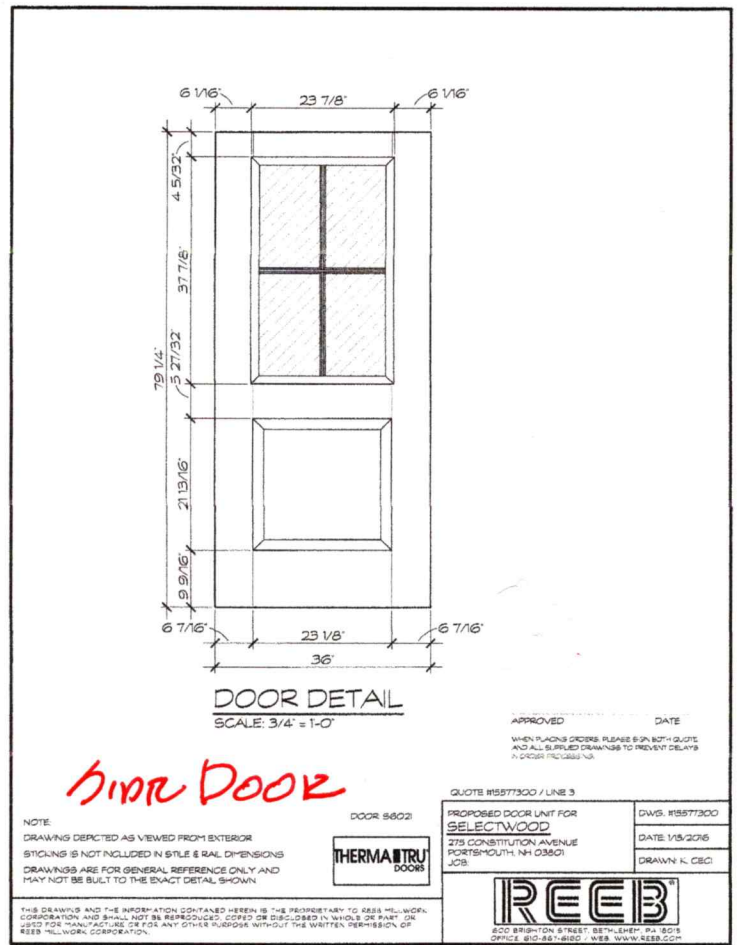 6 1/16"
23 7/8"
6 1/16"
4 5/32"
37 7/8"
79 1/4"
5 27/32"
21 13/16"
9 9/16"
6 7/16"
23 1/8"
6 7/16"
36"
DOOR DETAIL
SCALE: 3/4" = 1'-0"
APPROVED DATE
WHEN PLACING ORDERS, PLEASE SIGN BOTH QUOTE
AND ALL SUPPLIED DRAWINGS TO PREVENT DELAYS
IN ORDER PROCESSING.
SIDE DOOR
QUOTE #15577300 / LINE 3
NOTE:
DRAWING DEPICTED AS VIEWED FROM EXTERIOR
STICKING IS NOT INCLUDED IN STILE & RAIL DIMENSIONS
DRAWINGS ARE FOR GENERAL REFERENCE ONLY AND
MAY NOT BE BUILT TO THE EXACT DETAIL SHOWN
DOOR: S6021
THERMA TRU
DOORS
PROPOSED DOOR UNIT FOR
SELECTWOOD
275 CONSTITUTION AVENUE
PORTSMOUTH, NH 03801
JOB:
DWG. #15577300
DATE: 1/15/2016
DRAWN: K. CECI
THIS DRAWING AND THE INFORMATION CONTAINED HEREIN IS THE PROPRIETARY TO REEB MILLWORK
CORPORATION AND SHALL NOT BE REPRODUCED, COPIED OR DISCLOSED IN WHOLE OR PART, OR
USED FOR MANUFACTURE OR FOR ANY OTHER PURPOSE WITHOUT THE WRITTEN PERMISSION OF
REEB MILLWORK CORPORATION.
REEB
600 BRIGHTON STREET, BETHLEHEM, PA 18015
OFFICE: 610-867-6160 / WEB: WWW.REEB.COM